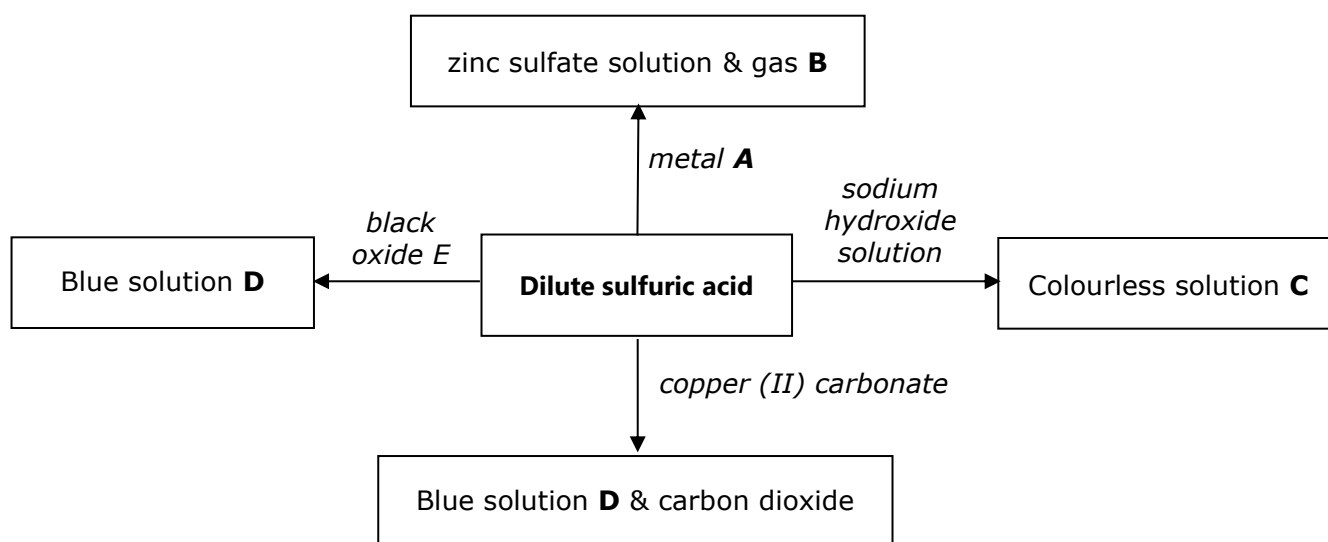 zinc sulfate solution & gas B
metal A
sodium
hydroxide
solution
black
oxide E
Blue solution D
Dilute sulfuric acid
Colourless solution C
copper (II) carbonate
Blue solution D & carbon dioxide